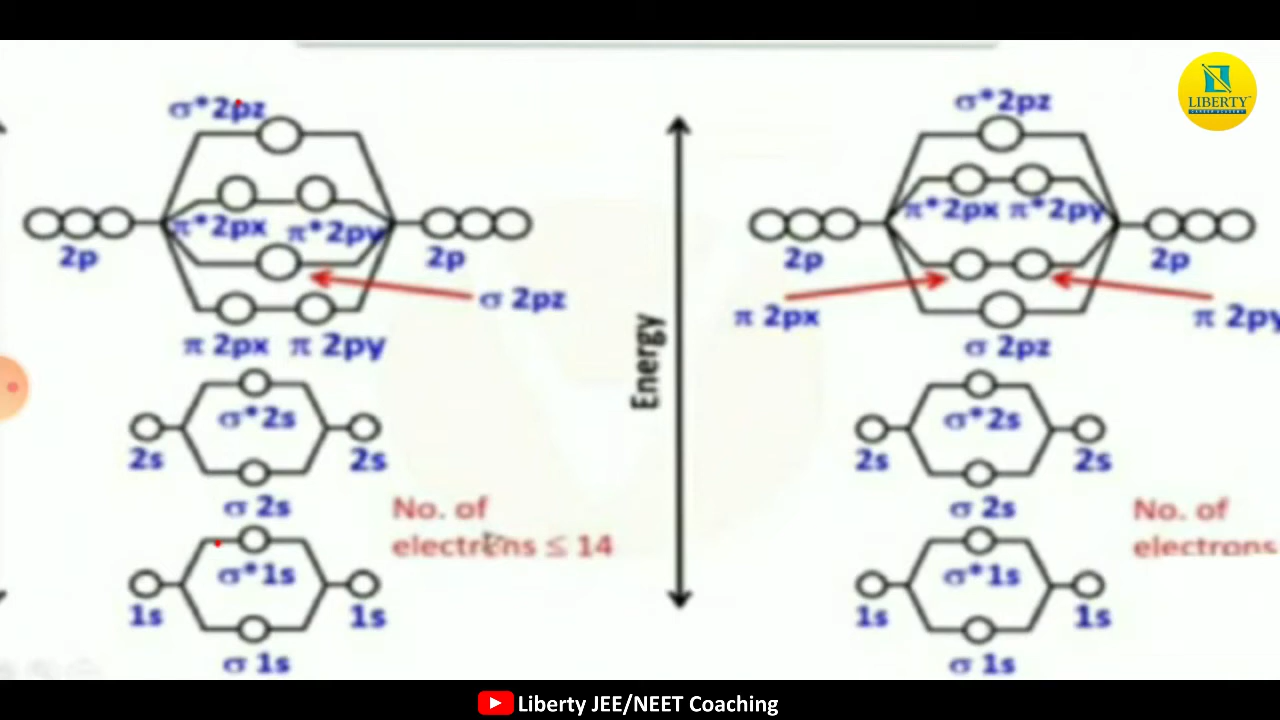 σ*2pz
π*2px π*2py
2p
2p
σ 2pz
π 2px π 2py
σ*2s
2s
2s
σ 2s
No. of
electrons ≤ 14
σ*1s
1s
1s
σ 1s
Energy
σ*2pz
π*2px π*2py
2p
2p
π 2px
π 2py
σ 2pz
σ*2s
2s
2s
σ 2s
No. of
electrons
σ*1s
1s
1s
σ 1s
LIBERTY
Liberty JEE/NEET Coaching